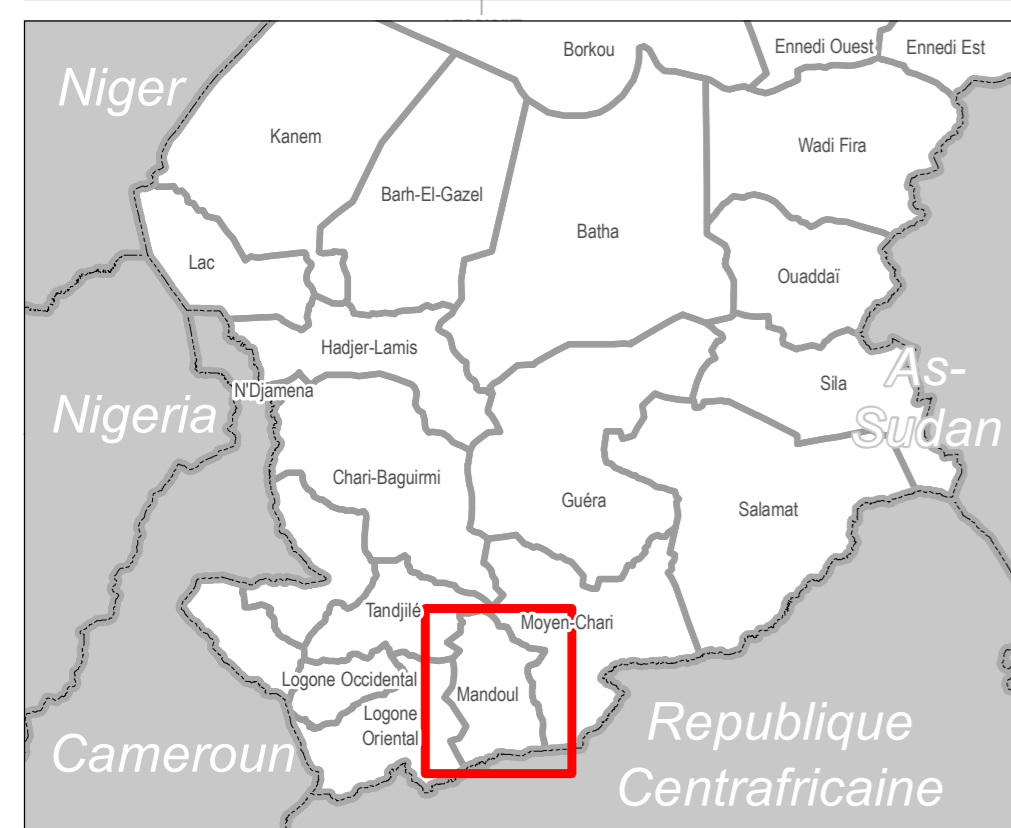 Borkou
Ennedi Ouest
Ennedi Est
Niger
Kanem
Wadi Fira
Barh-El-Gazel
Batha
Lac
Ouaddaï
Hadjer-Lamis
Sila
As-
Sudan
N'Djamena
Nigeria
Chari-Baguirmi
Guéra
Salamat
Tandjilé
Moyen-Chari
Logone Occidental
Mandoul
Logone
Oriental
Cameroun
Republique
Centrafricaine